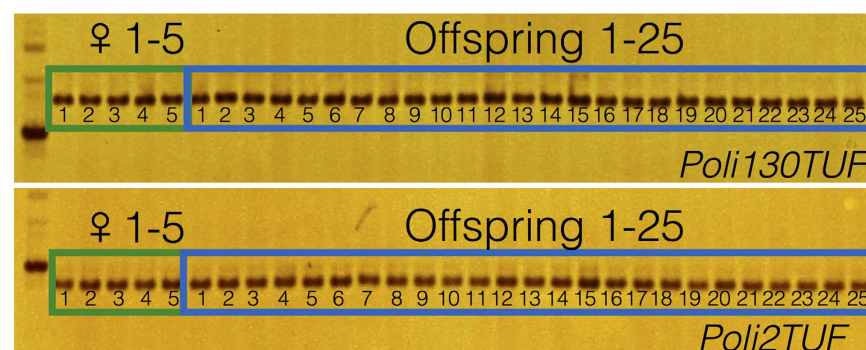 ♀ 1-5 Offspring 1-25
1 2 3 4 5 1 2 3 4 5 6 7 8 9 10 11 12 13 14 15 16 17 18 19 20 21 22 23 24 25
Poli130TUF
♀ 1-5 Offspring 1-25
1 2 3 4 5 1 2 3 4 5 6 7 8 9 10 11 12 13 14 15 16 17 18 19 20 21 22 23 24 25
Poli2TUF